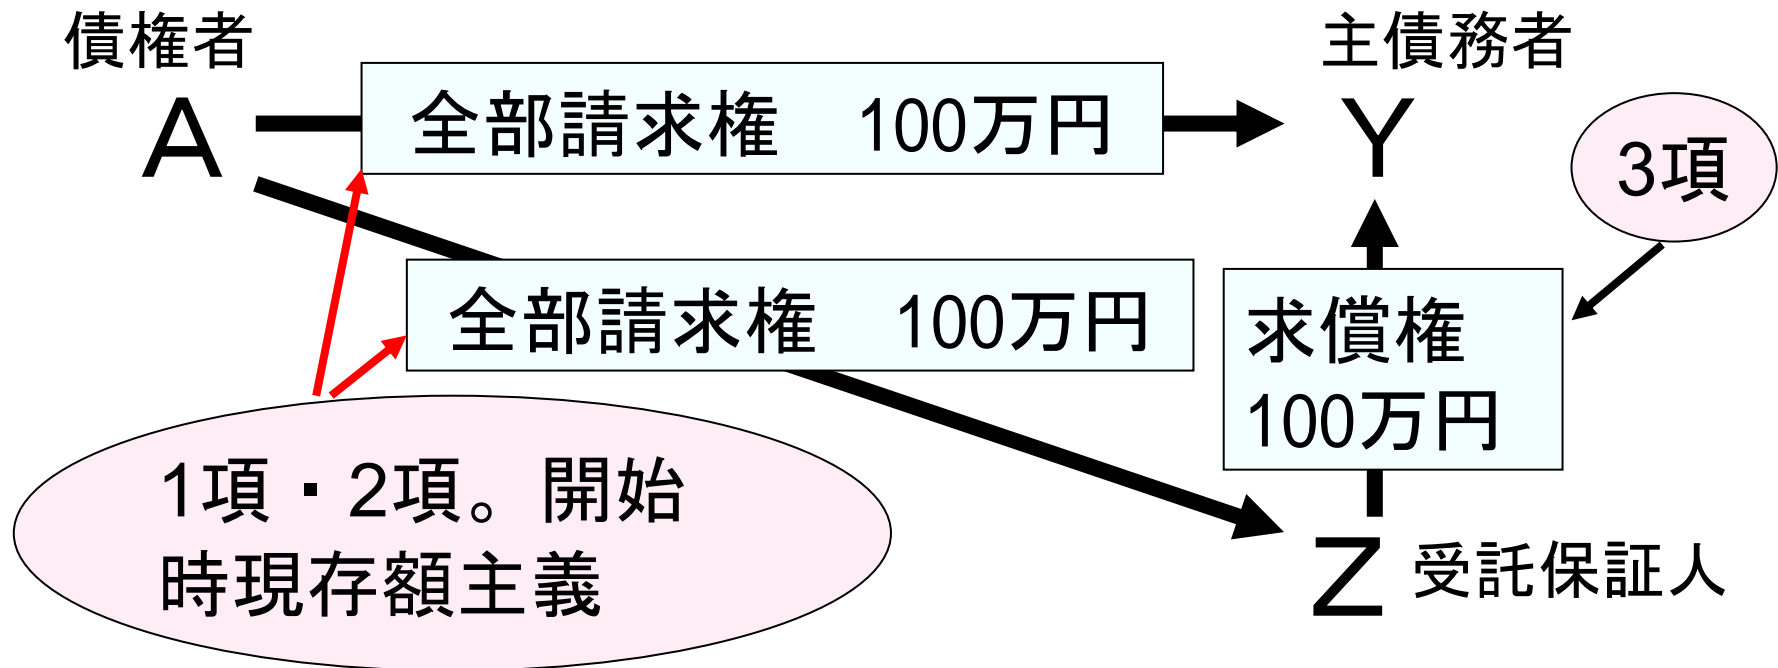 債権者
主債務者
A
全部請求権　100万円
Y
3項
全部請求権　100万円
求償権
100万円
1項・2項。開始
時現存額主義
Z 受託保証人